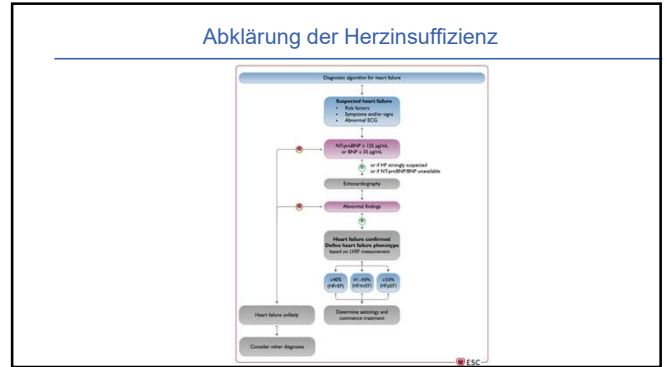 Abklärung der Herzinsuffizienz
Diagnostic algorithm for heart failure
Suspected heart failure
• Risk factors
• Symptoms and/or signs
• Abnormal ECG
NT-proBNP ≥ 125 pg/mL
or BNP ≥ 35 pg/mL
N
Y
or if HF strongly suspected
or if NT-proBNP/BNP unavailable
Echocardiography
N
Abnormal findings
Y
Heart failure confirmed
Define heart failure phenotype
based on LVEF measurement
≤40%
(HFrEF)
41–49%
(HFmrEF)
≥50%
(HFpEF)
Heart failure unlikely
Determine aetiology and
commence treatment
Consider other diagnoses
ESC